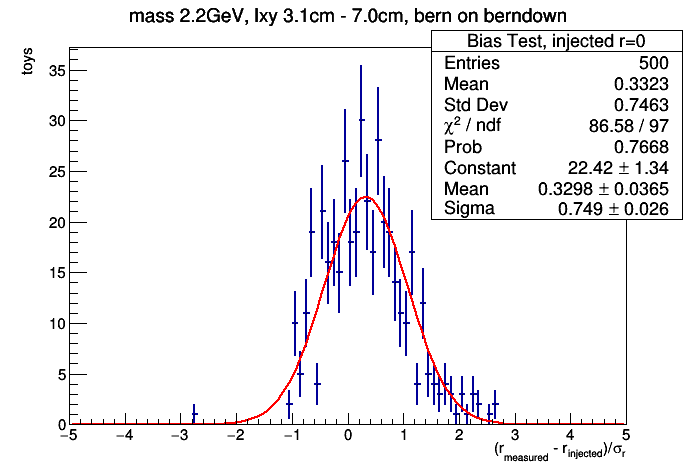 mass 2.2GeV, lxy 3.1cm - 7.0cm, bern on berndown
Bias Test, injected r=0
Entries 500
Mean 0.3323
Std Dev 0.7463
χ² / ndf 86.58 / 97
Prob 0.7668
Constant 22.42 ± 1.34
Mean 0.3298 ± 0.0365
Sigma 0.749 ± 0.026
toys
35
30
25
20
15
10
5
0
−5 −4 −3 −2 −1 0 1 2 3 4 5
(r_measured - r_injected)/σ_r